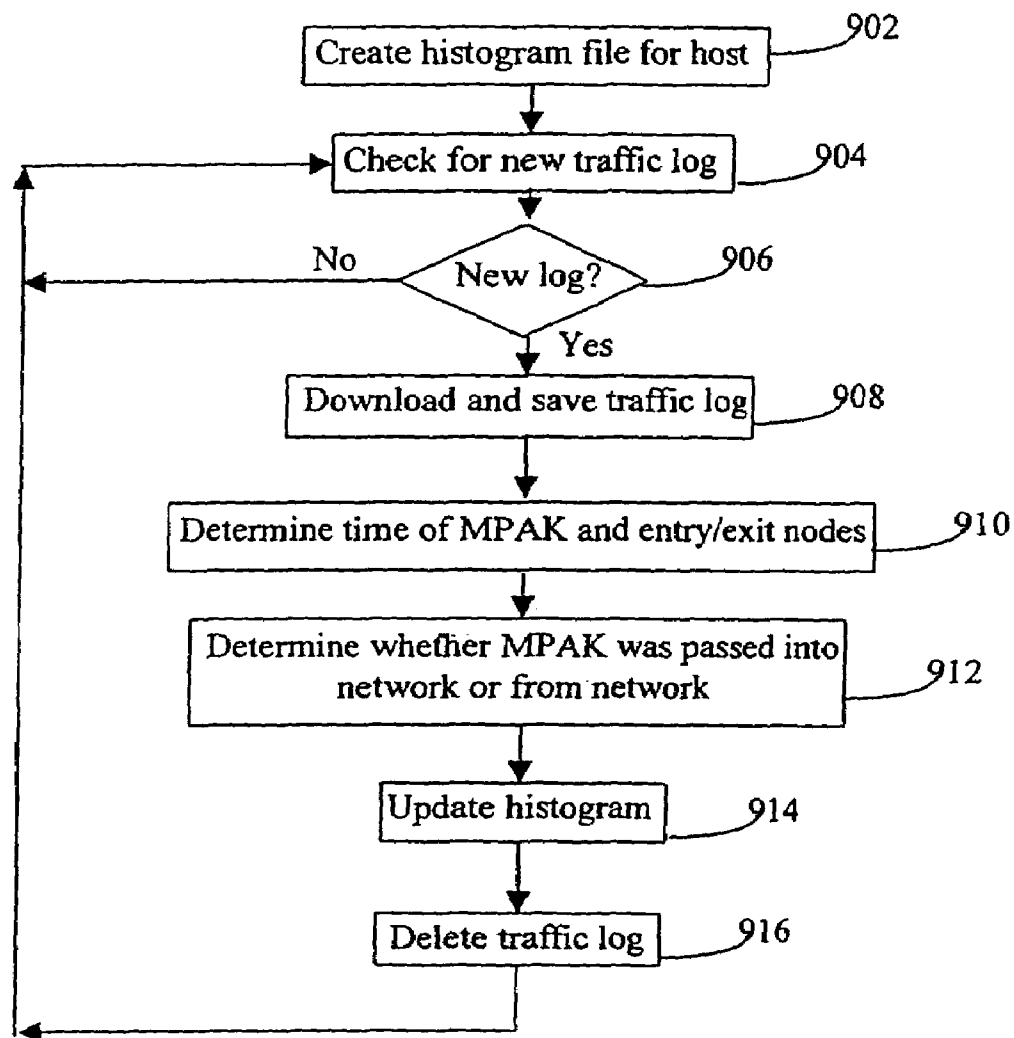 Create histogram file for host
902
Check for new traffic log
904
No
New log?
906
Yes
Download and save traffic log
908
Determine time of MPAK and entry/exit nodes
910
Determine whether MPAK was passed into
network or from network
912
Update histogram
914
Delete traffic log
916